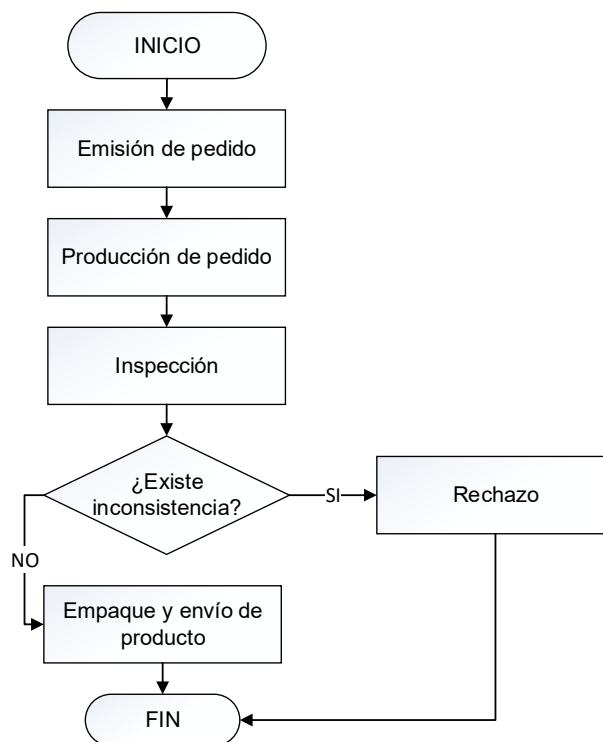 INICIO
Emisión de pedido
Producción de pedido
Inspección
¿Existe
inconsistencia?
SI
Rechazo
NO
Empaque y envío de
producto
FIN